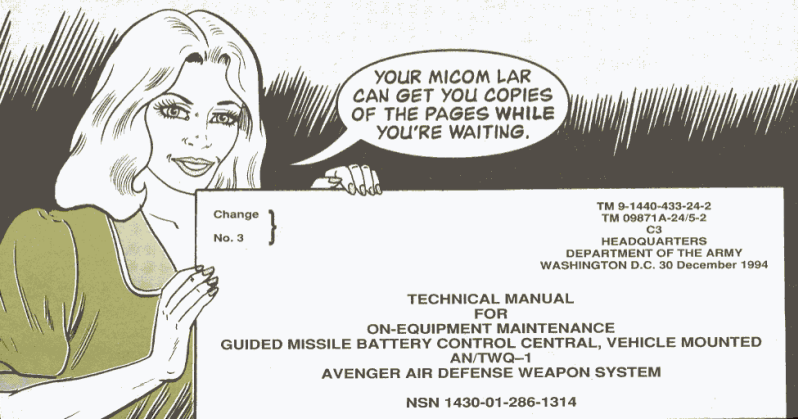 YOUR MICOM LAR
CAN GET YOU COPIES
OF THE PAGES WHILE
YOU'RE WAITING.
Change
No. 3
TM 9-1440-433-24-2
TM 09871A-24/5-2
C3
HEADQUARTERS
DEPARTMENT OF THE ARMY
WASHINGTON D.C. 30 December 1994
TECHNICAL MANUAL
FOR
ON-EQUIPMENT MAINTENANCE
GUIDED MISSILE BATTERY CONTROL CENTRAL, VEHICLE MOUNTED
AN/TWQ–1
AVENGER AIR DEFENSE WEAPON SYSTEM
NSN 1430-01-286-1314